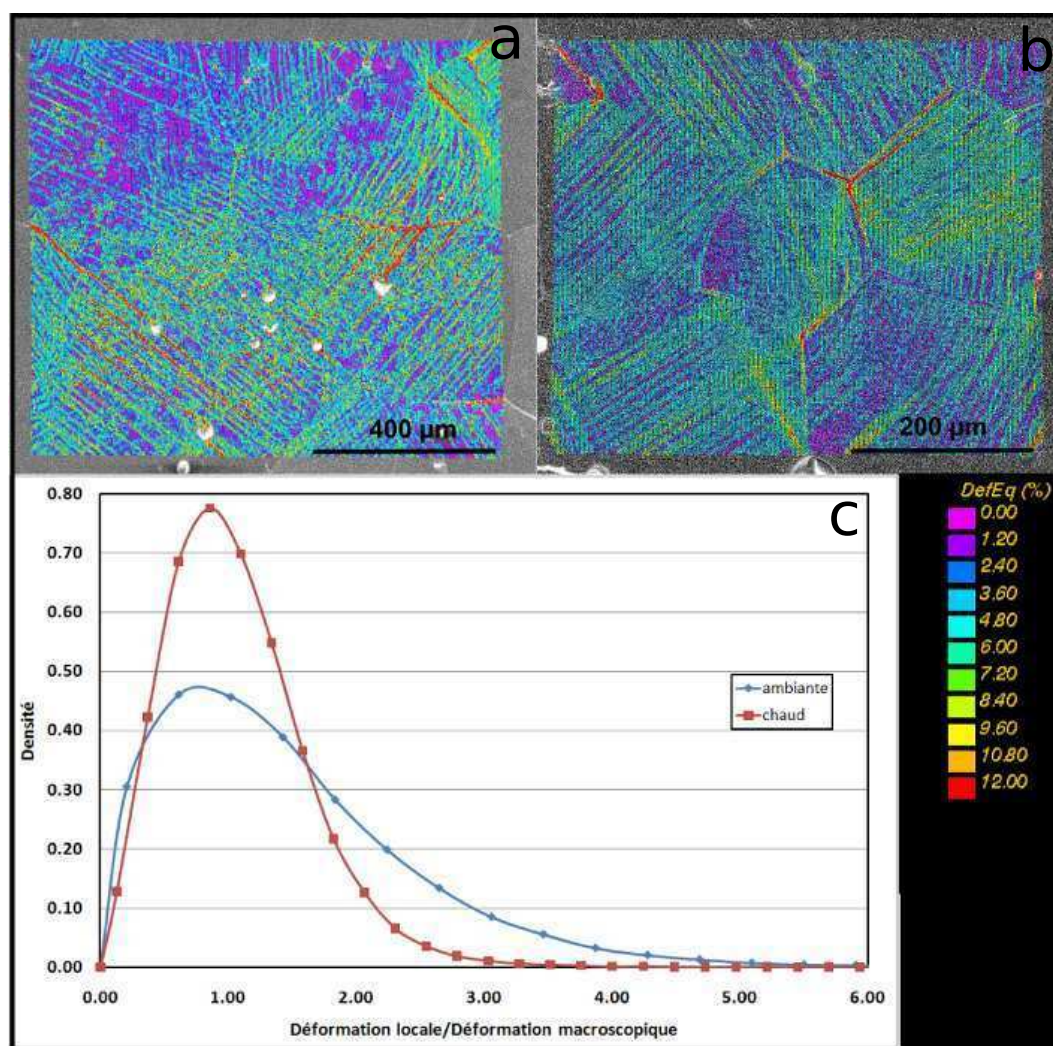 a
b
400 µm
200 µm
c
DefEq (%)
0.00
1.20
2.40
3.60
4.80
6.00
7.20
8.40
9.60
10.80
12.00
0.80
0.70
0.60
0.50
0.40
0.30
0.20
0.10
0.00
Densité
ambiante
chaud
0.00 1.00 2.00 3.00 4.00 5.00 6.00
Déformation locale/Déformation macroscopique